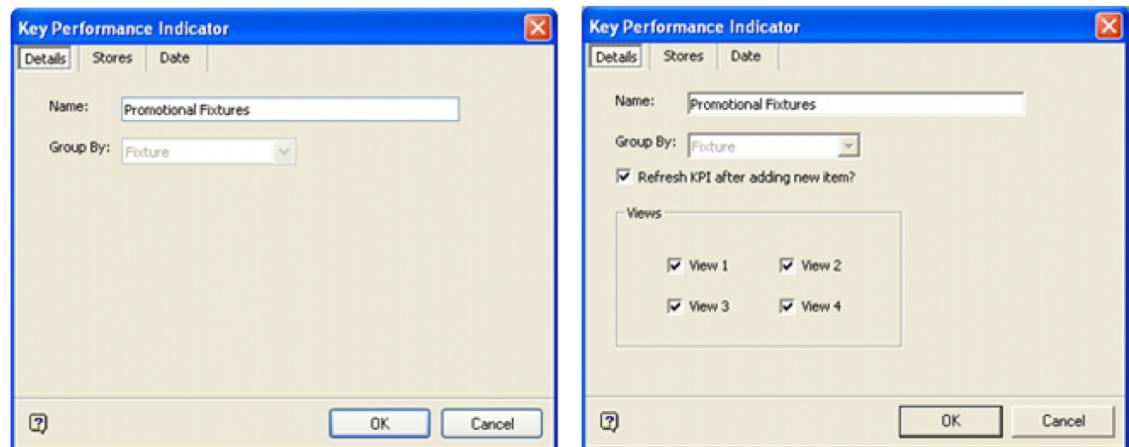 Key Performance Indicator
Details Stores Date
Name: Promotional Fixtures
Group By: Fixture
? OK Cancel
Key Performance Indicator
Details Stores Date
Name: Promotional Fixtures
Group By: Fixture
Refresh KPI after adding new item?
Views
View 1 View 2
View 3 View 4
? OK Cancel